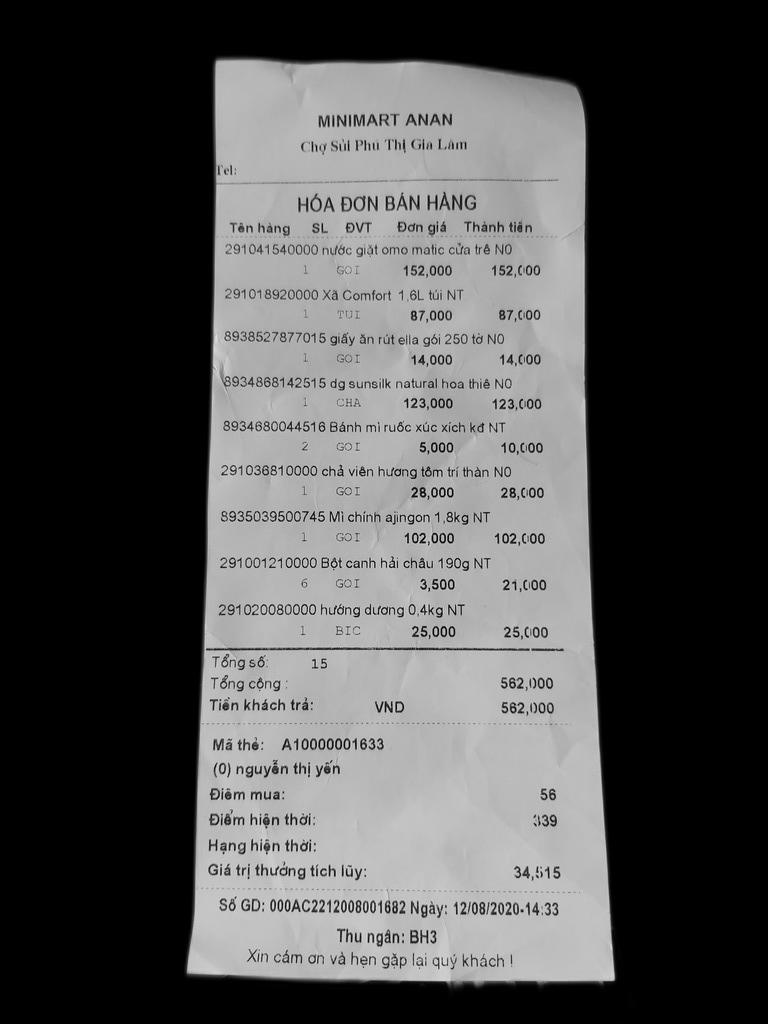 MINIMART ANAN
Chợ Sủi Phú Thị Gia Lâm
Tel:
HÓA ĐƠN BÁN HÀNG
Tên hàng SL ĐVT Đơn giá Thành tiền
291041540000 nước giặt omo matic cửa trê N0
1 GOI 152,000 152,000
291018920000 Xã Comfort 1,6L túi NT
1 TUI 87,000 87,000
8938527877015 giấy ăn rút ella gói 250 tờ N0
1 GOI 14,000 14,000
8934868142515 dg sunsilk natural hoa thiê N0
1 CHA 123,000 123,000
8934680044516 Bánh mì ruốc xúc xích kđ NT
2 GOI 5,000 10,000
291036810000 chả viên hương tôm trí thàn N0
1 GOI 28,000 28,000
8935039500745 Mì chính ajingon 1,8kg NT
1 GOI 102,000 102,000
291001210000 Bột canh hải châu 190g NT
6 GOI 3,500 21,000
291020080000 hướng dương 0,4kg NT
1 BIC 25,000 25,000
Tổng số: 15
Tổng cộng : 562,000
Tiền khách trả: VND 562,000
Mã thẻ: A10000001633
(0) nguyễn thị yến
Điêm mua: 56
Điểm hiện thời: 339
Hạng hiện thời:
Giá trị thưởng tích lũy: 34,515
Số GD: 000AC2212008001682 Ngày: 12/08/2020-14:33
Thu ngân: BH3
Xin cám ơn và hẹn gặp lại quý khách !